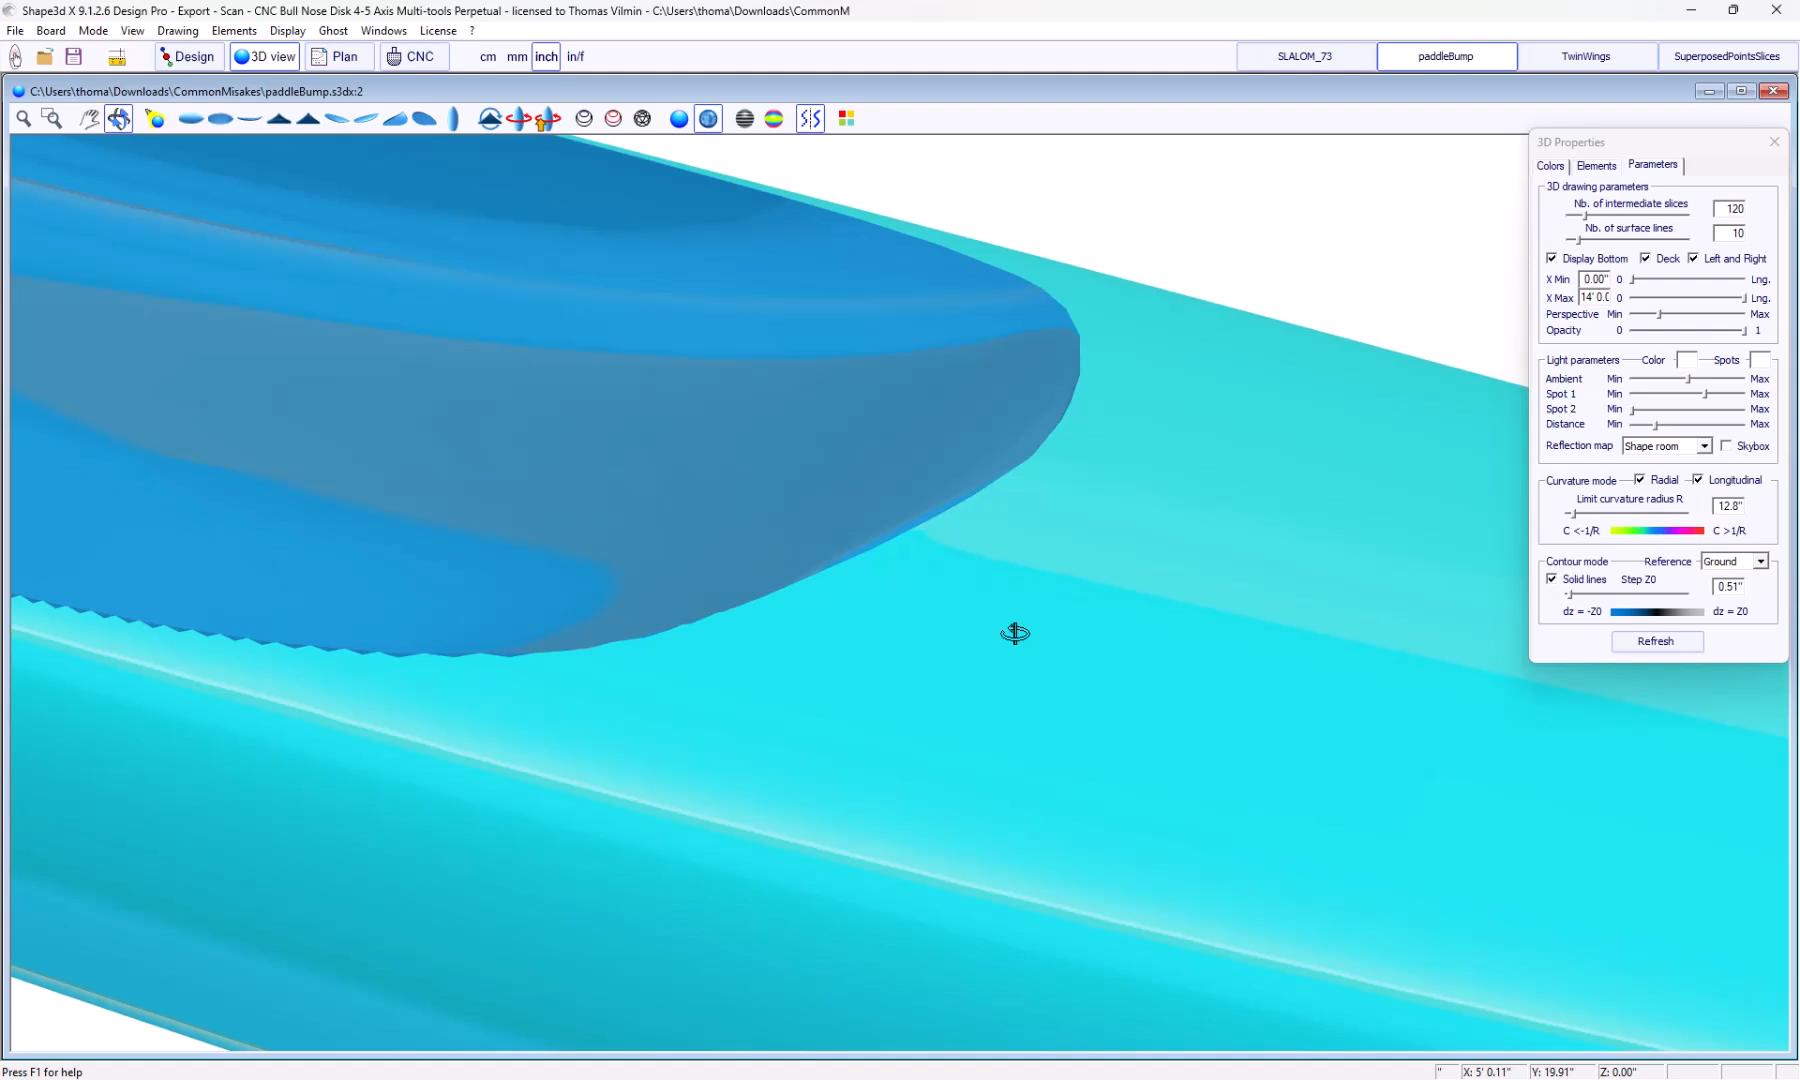 Shape3d X 9.1.2.6 Design Pro - Export - Scan - CNC Bull Nose Disk 4-5 Axis Multi-tools Perpetual - licensed to Thomas Vilmin - C:\Users\thoma\Downloads\CommonM
File Board Mode View Drawing Elements Display Ghost Windows License ?
Design 3D view Plan CNC cm mm inch in/f SLALOM_73 paddleBump TwinWings SuperposedPointsSlices
C:\Users\thoma\Downloads\CommonMisakes\paddleBump.s3dx:2
3D Properties
Colors Elements Parameters
3D drawing parameters
Nb. of intermediate slices 120
Nb. of surface lines 10
Display Bottom Deck Left and Right
X Min 0.00" 0 Lng.
X Max 14' 0.0 0 Lng.
Perspective Min Max
Opacity 0 1
Light parameters Color Spots
Ambient Min Max
Spot 1 Min Max
Spot 2 Min Max
Distance Min Max
Reflection map Shape room Skybox
Curvature mode Radial Longitudinal
Limit curvature radius R 12.8"
C <-1/R C >1/R
Contour mode Reference Ground
Solid lines Step Z0 0.51"
dz = -Z0 dz = Z0
Refresh
Press F1 for help " X: 5' 0.11" Y: 19.91" Z: 0.00"